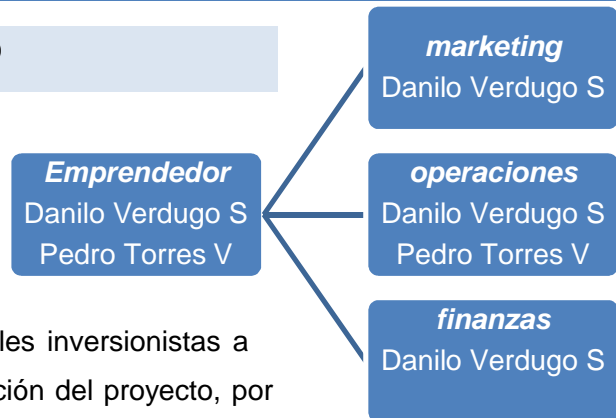 marketing
Danilo Verdugo S
Emprendedor
Danilo Verdugo S
Pedro Torres V
operaciones
Danilo Verdugo S
Pedro Torres V
finanzas
Danilo Verdugo S
les inversionistas a
ción del proyecto, por